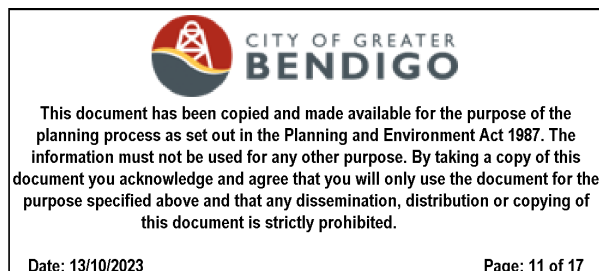 CITY OF GREATER
BENDIGO
This document has been copied and made available for the purpose of the
planning process as set out in the Planning and Environment Act 1987. The
information must not be used for any other purpose. By taking a copy of this
document you acknowledge and agree that you will only use the document for the
purpose specified above and that any dissemination, distribution or copying of
this document is strictly prohibited.
Date: 13/10/2023 Page: 11 of 17